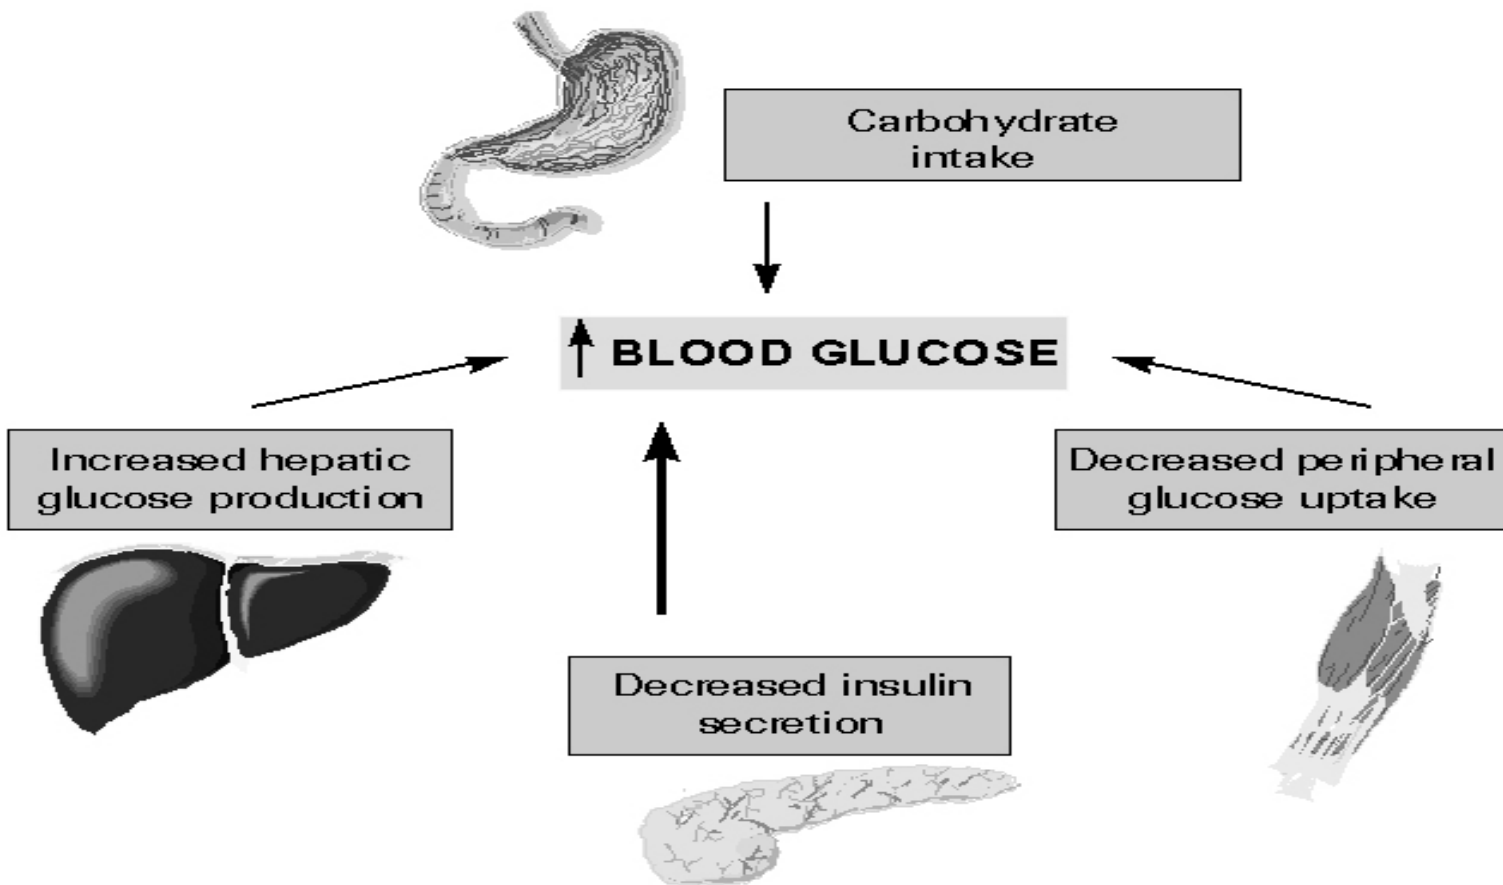 Carbohydrate
intake
↑ BLOOD GLUCOSE
Increased hepatic
glucose production
Decreased peripheral
glucose uptake
Decreased insulin
secretion